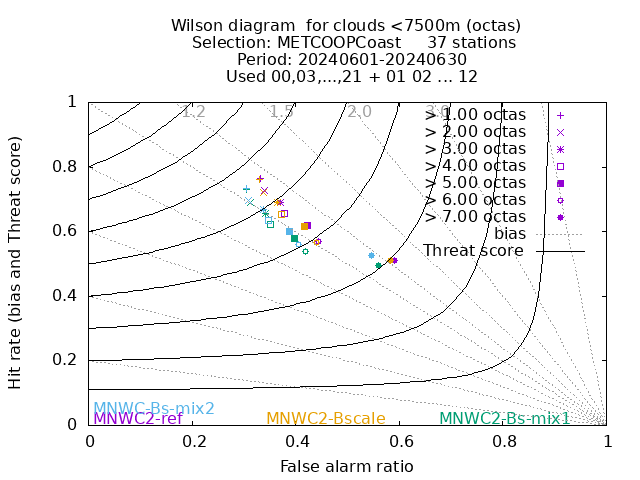 Wilson diagram  for clouds <7500m (octas)
Selection: METCOOPCoast     37 stations
Period: 20240601-20240630
Used 00,03,...,21 + 01 02 ... 12
1.2 1.5 2.0 3.0
> 1.00 octas
> 2.00 octas
> 3.00 octas
> 4.00 octas
> 5.00 octas
> 6.00 octas
> 7.00 octas
bias
Threat score
1
0.8
0.6
0.4
0.2
0
Hit rate (bias and Threat score)
MNWC-Bs-mix2
MNWC2-ref MNWC2-Bscale MNWC2-Bs-mix1
0 0.2 0.4 0.6 0.8 1
False alarm ratio